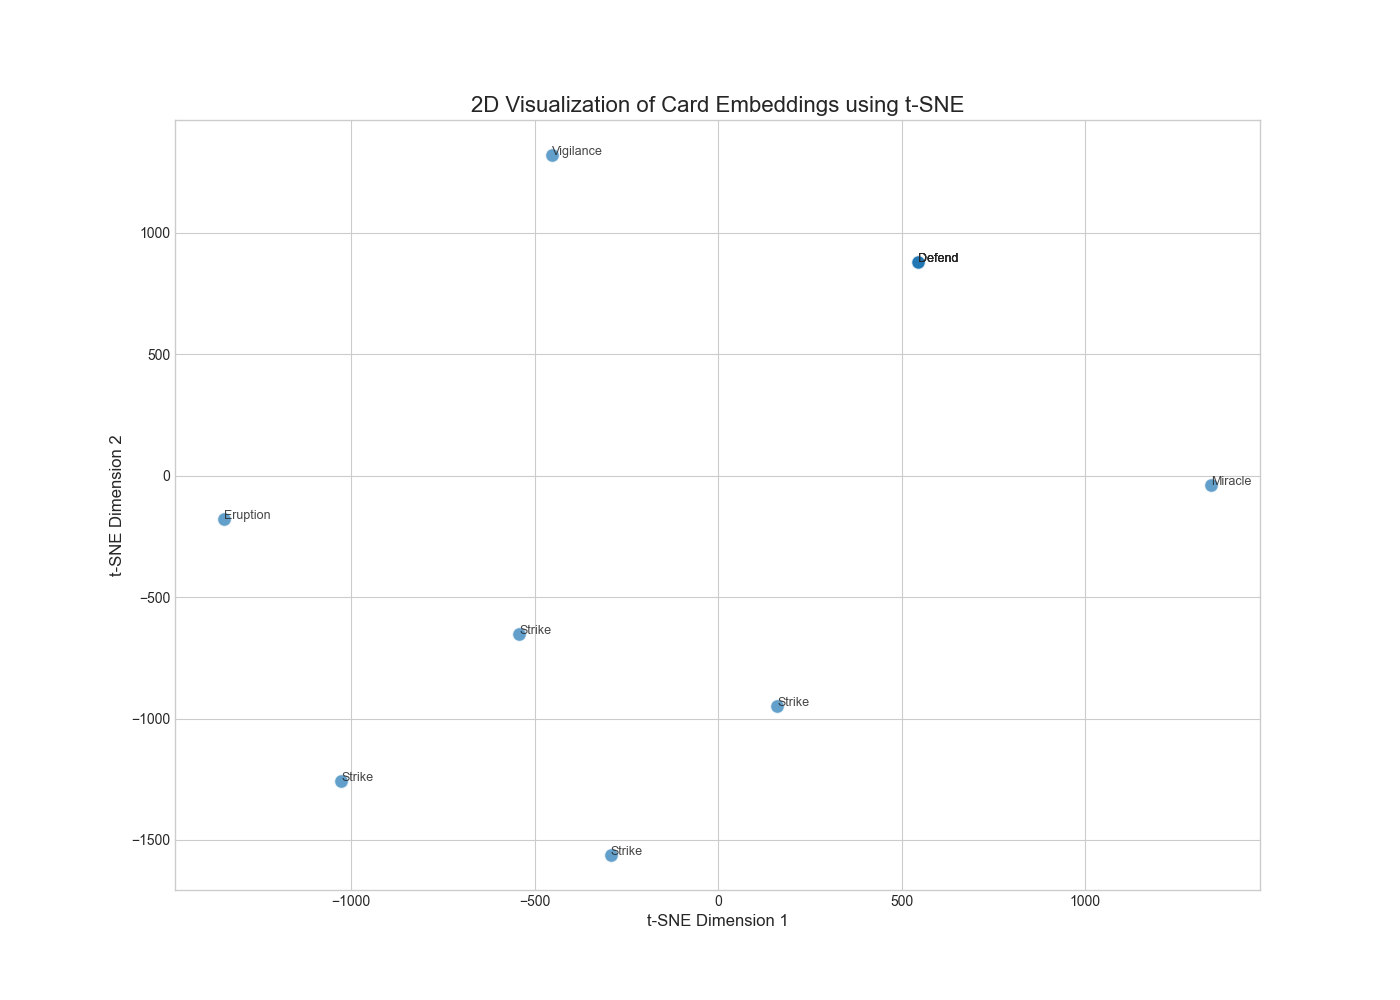 2D Visualization of Card Embeddings using t-SNE
Vigilance
Defend
Miracle
Eruption
Strike
Strike
Strike
Strike
1000
500
0
−500
−1000
−1500
−1000
−500
0
500
1000
t-SNE Dimension 1
t-SNE Dimension 2